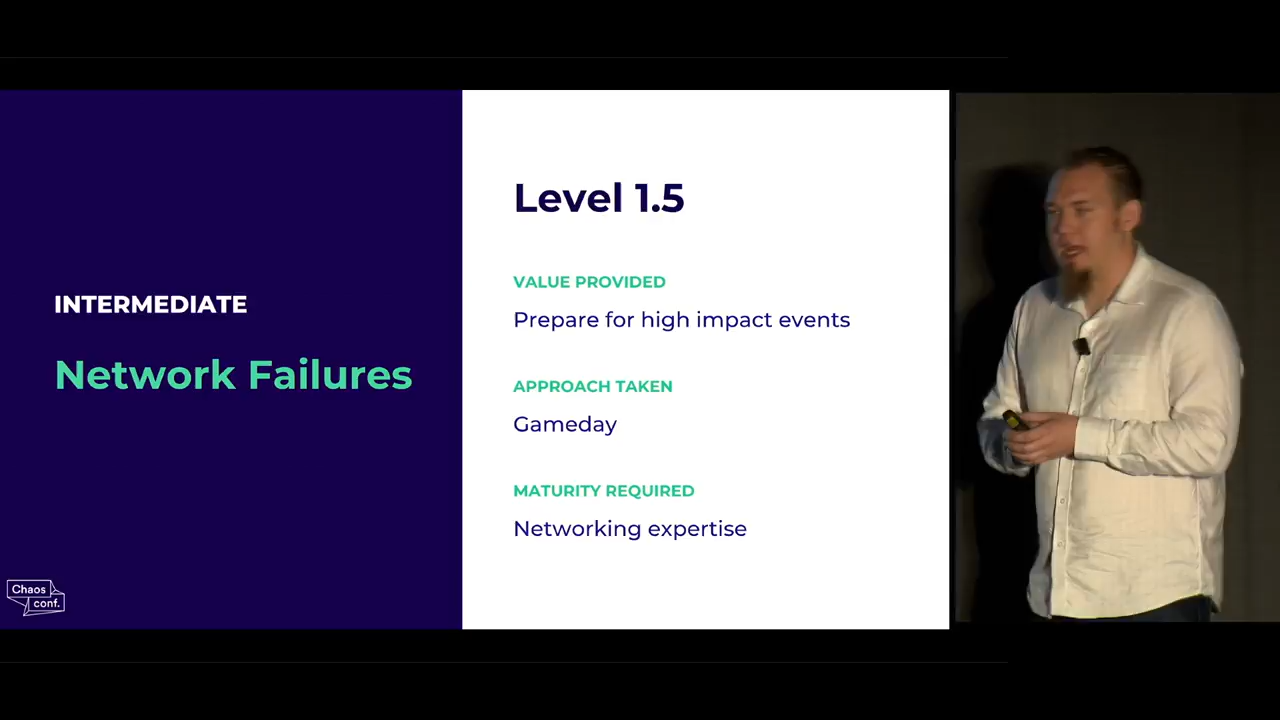 INTERMEDIATE
Network Failures
Level 1.5
VALUE PROVIDED
Prepare for high impact events
APPROACH TAKEN
Gameday
MATURITY REQUIRED
Networking expertise
Chaos
conf.